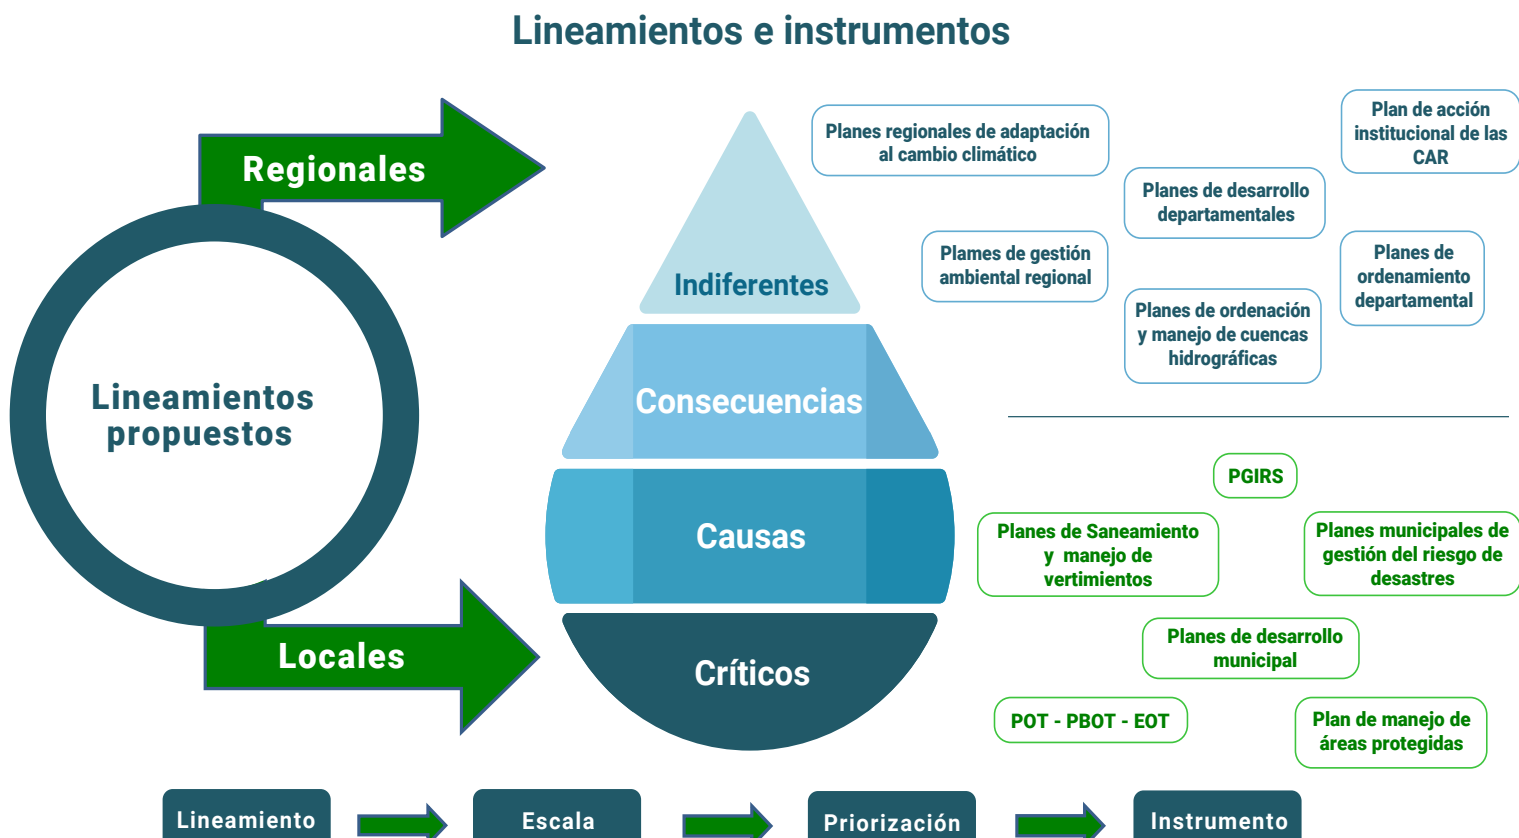 Lineamientos e instrumentos
Regionales
Lineamientos
propuestos
Locales
Indiferentes
Consecuencias
Causas
Críticos
Planes regionales de adaptación
al cambio climático
Plan de acción
institucional de las
CAR
Planes de desarrollo
departamentales
Plames de gestión
ambiental regional
Planes de
ordenamiento
departamental
Planes de ordenación
y manejo de cuencas
hidrográficas
PGIRS
Planes de Saneamiento
y manejo de
vertimientos
Planes municipales de
gestión del riesgo de
desastres
Planes de desarrollo
municipal
POT - PBOT - EOT
Plan de manejo de
áreas protegidas
Lineamiento
Escala
Priorización
Instrumento